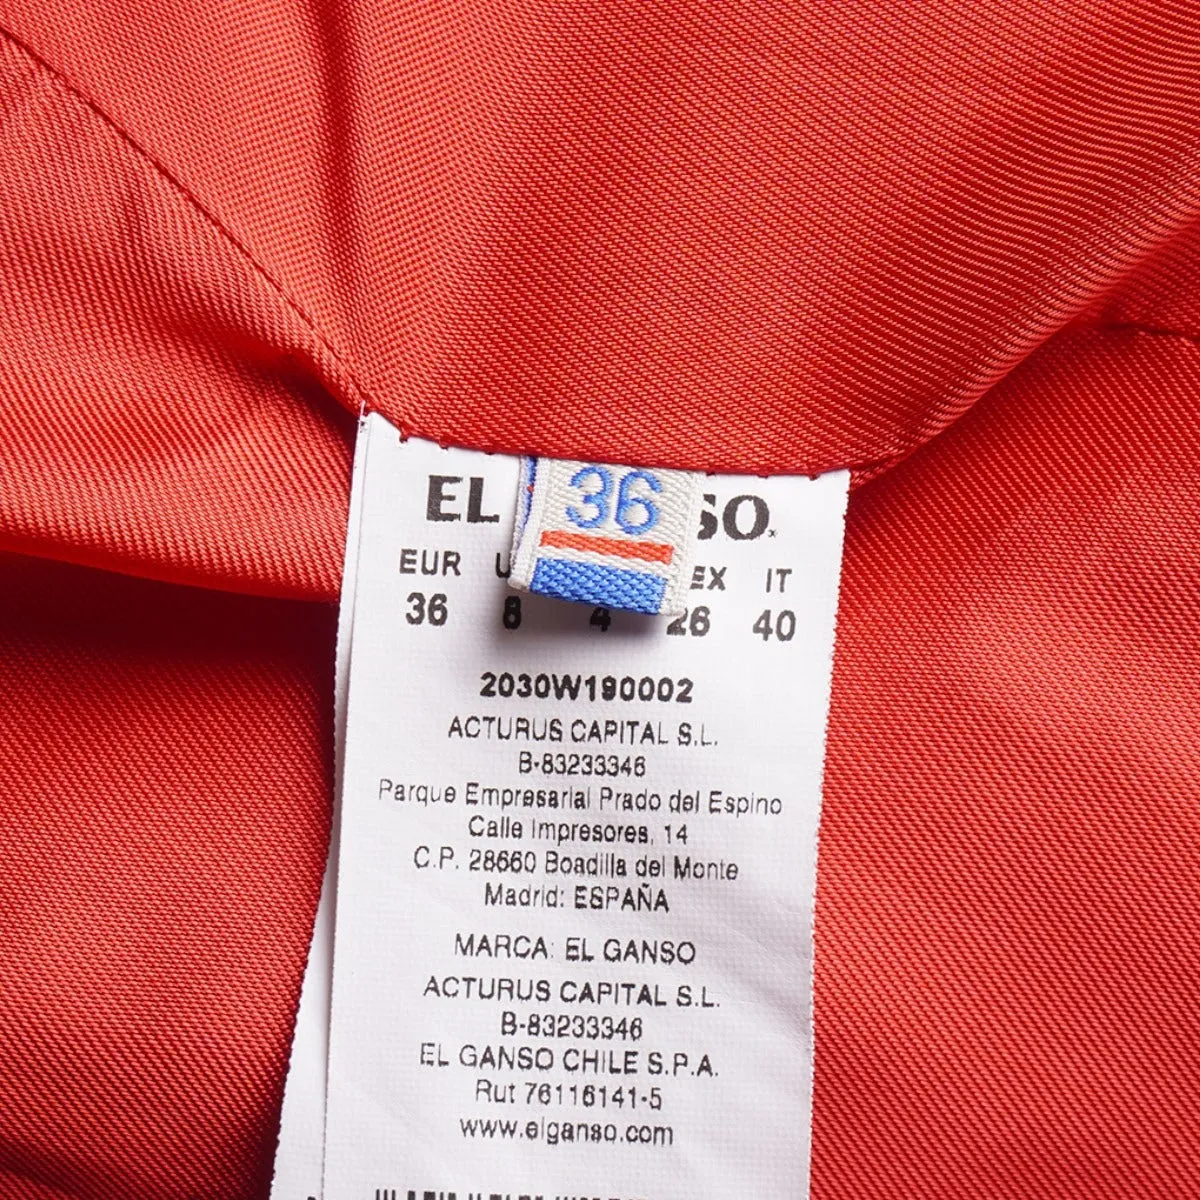 36
EL SO
EUR EX IT
36 8 4 26 40
2030W190002
ACTURUS CAPITAL S.L.
B-83233346
Parque Empresarial Prado del Espino
Calle Impresores, 14
C.P. 28660 Boadilla del Monte
Madrid: ESPAÑA
MARCA: EL GANSO
ACTURUS CAPITAL S.L.
B-83233346
EL GANSO CHILE S.P.A.
Rut 76116141-5
www.elganso.com